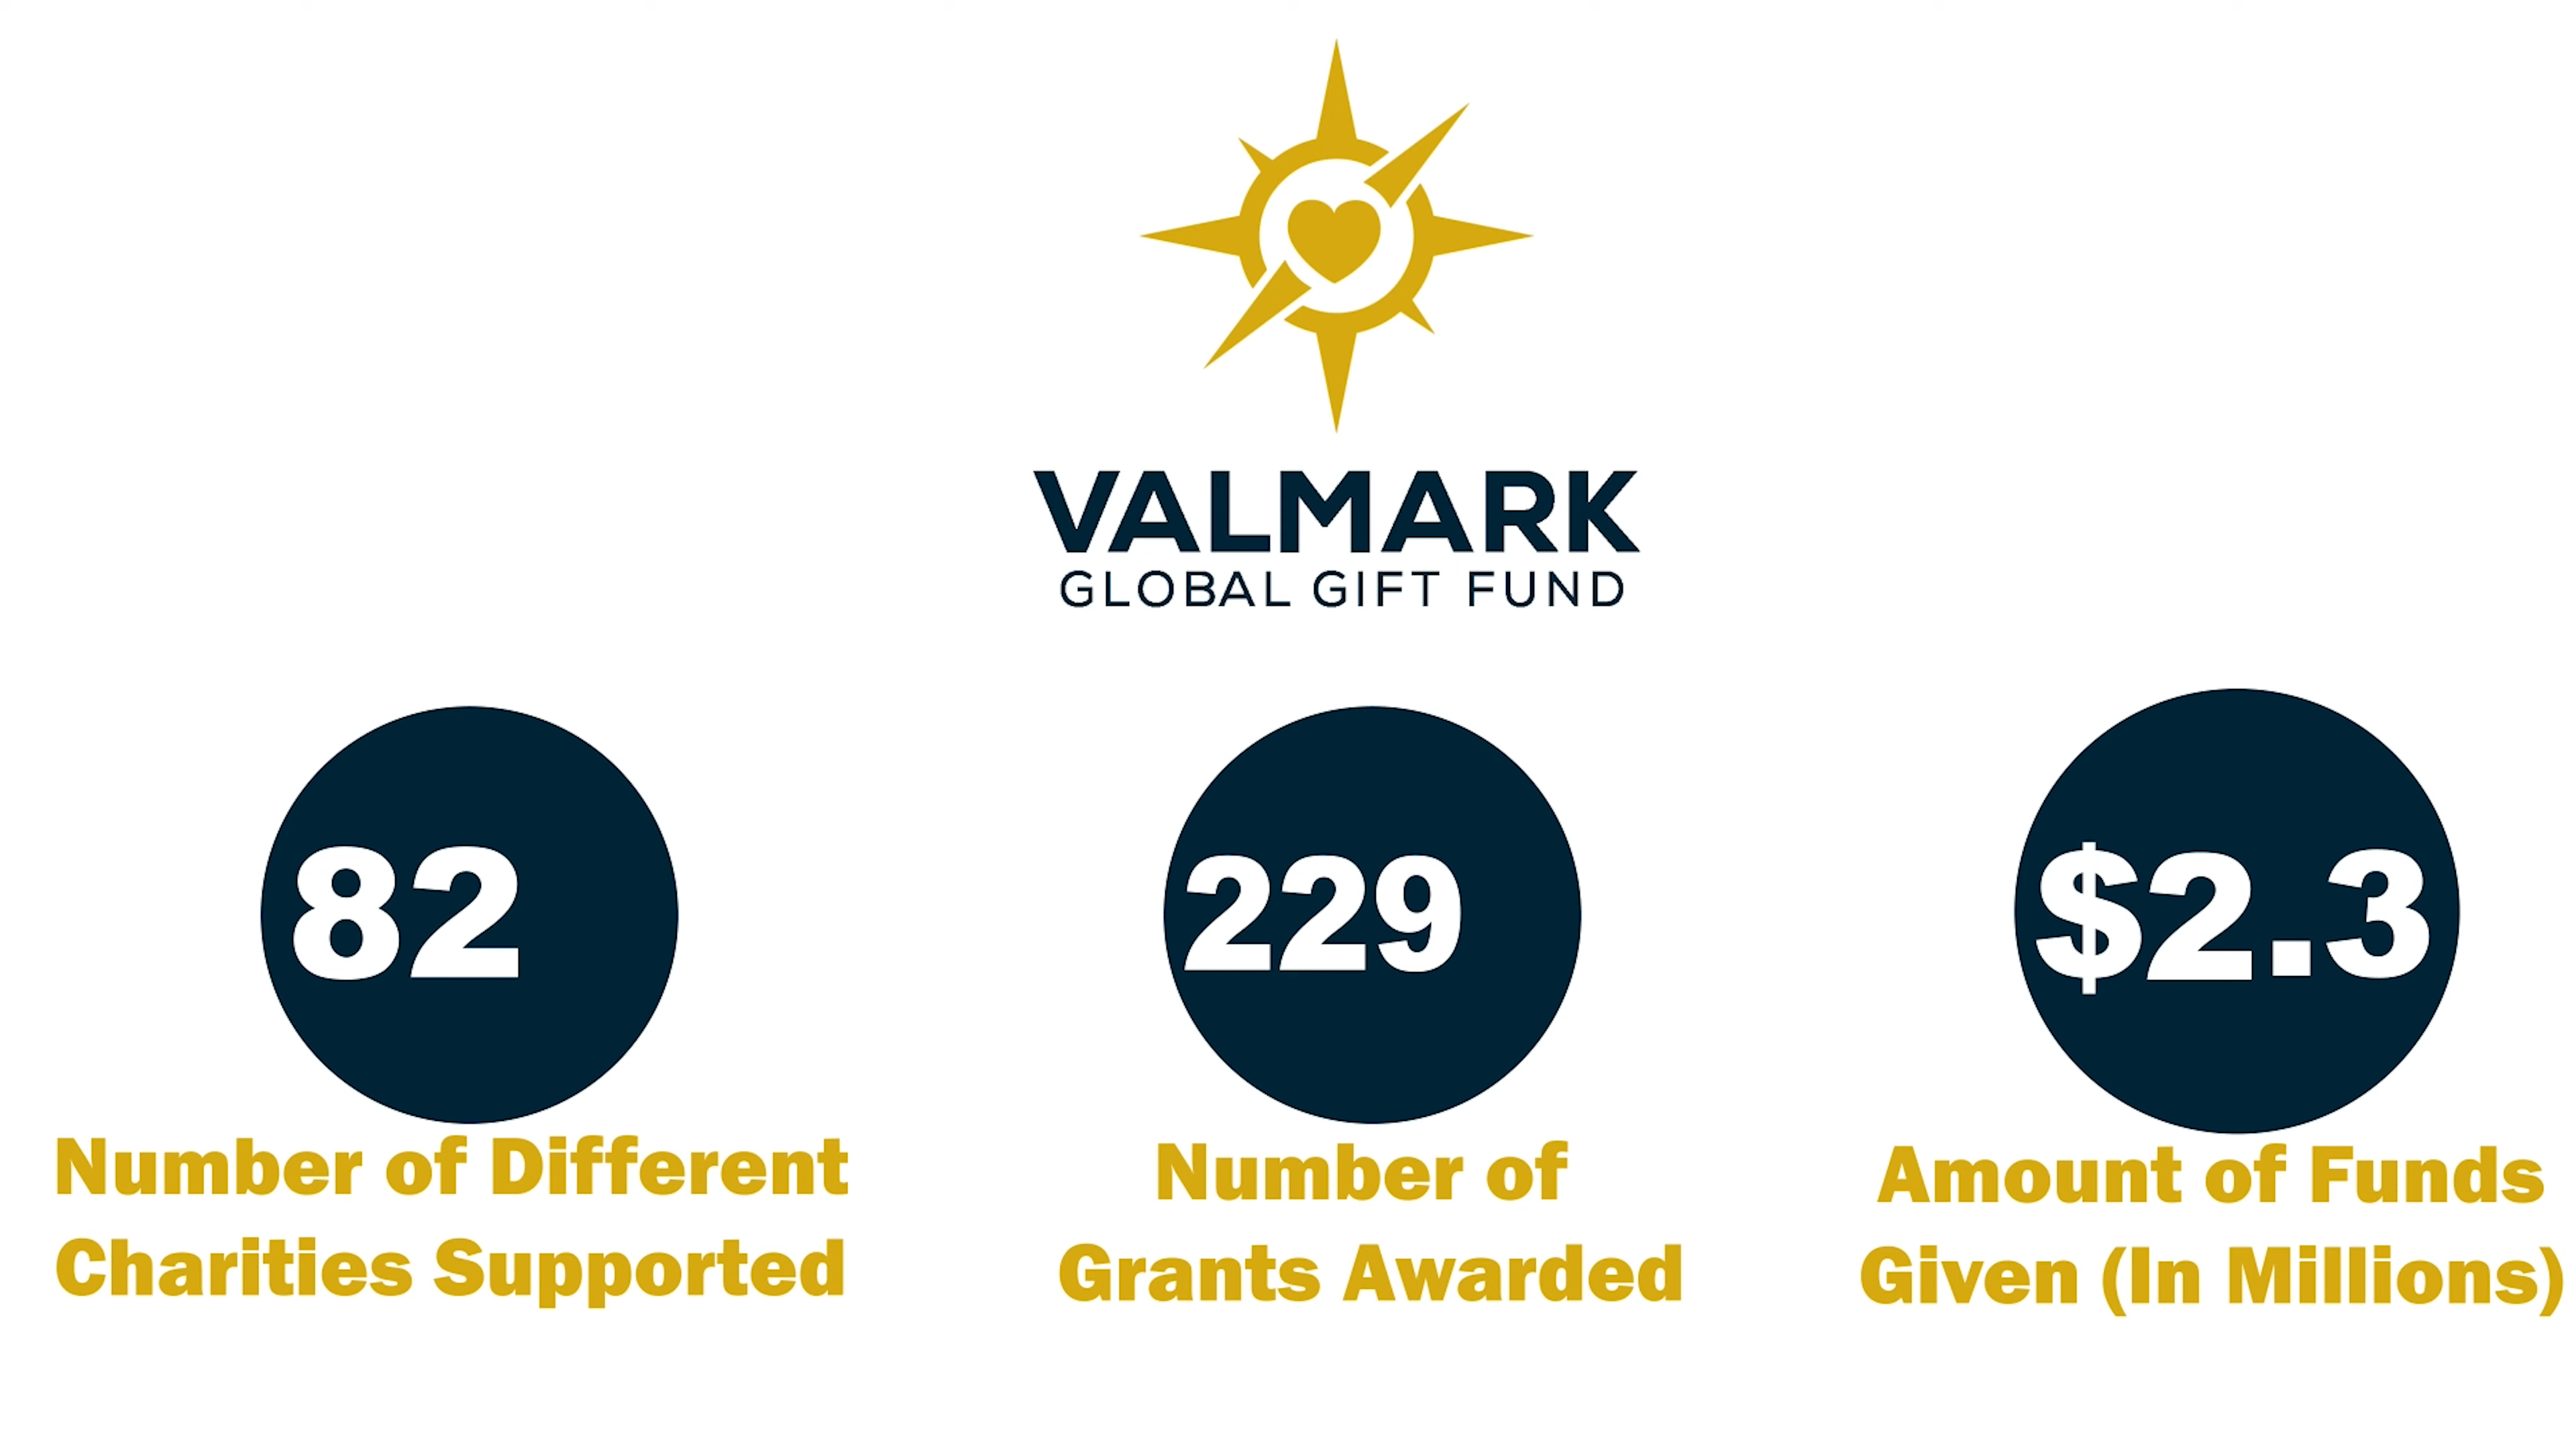 VALMARK
GLOBAL GIFT FUND
82
229
$2.3
Number of Different
Charities Supported
Number of
Grants Awarded
Amount of Funds
Given (In Millions)